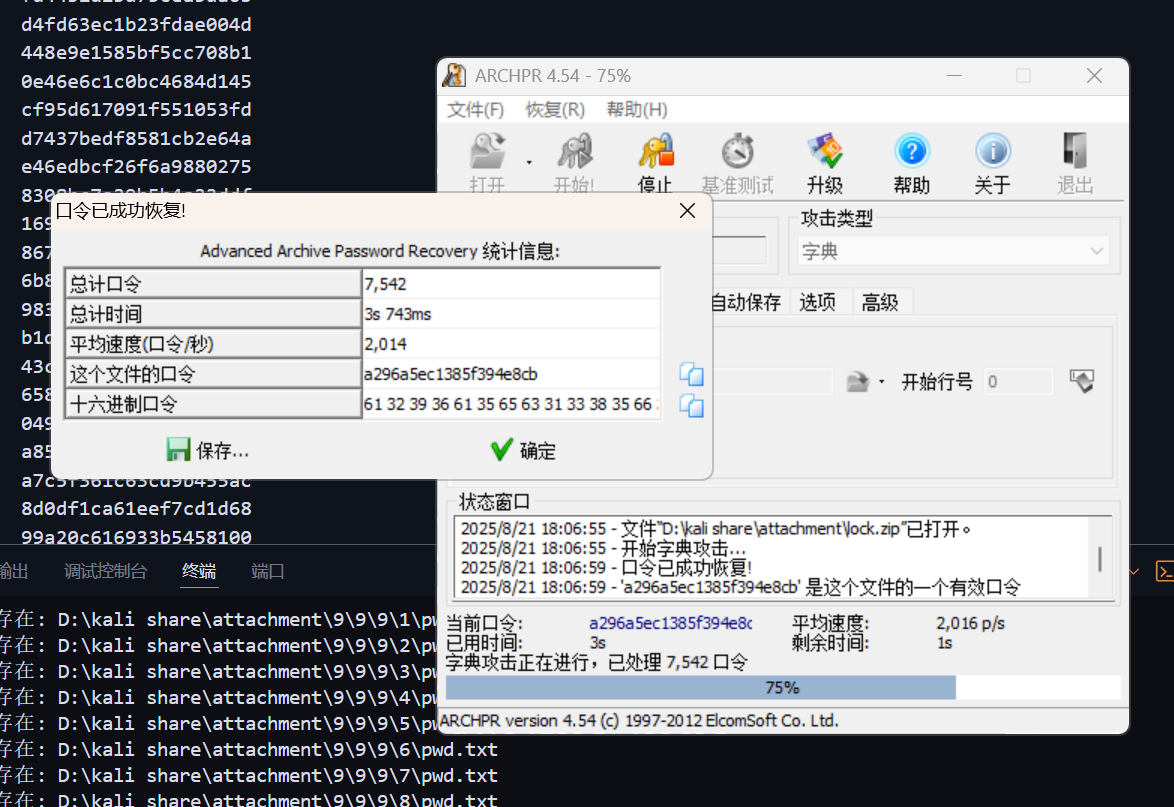 d4fd63ec1b23fdae004d
448e9e1585bf5cc708b1
0e46e6c1c0bc4684d145
cf95d617091f551053fd
d7437bedf8581cb2e64a
e46edbcf26f6a9880275
169
867
6b8
983
b1d
43c
658
049
a85
8d0df1ca61eef7cd1d68
99a20c616933b5458100
ARCHPR 4.54 - 75%
文件(F) 恢复(R) 帮助(H)
打开 开始! 停止 基准测试 升级 帮助 关于 退出
攻击类型
字典
自动保存 选项 高级
开始行号 0
口令已成功恢复!
Advanced Archive Password Recovery 统计信息:
总计口令 7,542
总计时间 3s 743ms
平均速度(口令/秒) 2,014
这个文件的口令 a296a5ec1385f394e8cb
十六进制口令 61 32 39 36 61 35 65 63 31 33 38 35 66
保存... 确定
状态窗口
2025/8/21 18:06:55 - 文件"D:\kali share\attachment\lock.zip"已打开。
2025/8/21 18:06:55 - 开始字典攻击...
2025/8/21 18:06:59 - 口令已成功恢复!
2025/8/21 18:06:59 - 'a296a5ec1385f394e8cb' 是这个文件的一个有效口令
当前口令: a296a5ec1385f394e8c 平均速度: 2,016 p/s
已用时间: 3s 剩余时间: 1s
字典攻击正在进行，已处理 7,542 口令
75%
ARCHPR version 4.54 (c) 1997-2012 ElcomSoft Co. Ltd.
输出 调试控制台 终端 端口
存在: D:\kali share\attachment\9\9\9\1\pw
存在: D:\kali share\attachment\9\9\9\2\pw
存在: D:\kali share\attachment\9\9\9\3\pw
存在: D:\kali share\attachment\9\9\9\4\pw
存在: D:\kali share\attachment\9\9\9\5\pw
存在: D:\kali share\attachment\9\9\9\6\pwd.txt
存在: D:\kali share\attachment\9\9\9\7\pwd.txt
存在: D:\kali share\attachment\9\9\9\8\pwd.txt